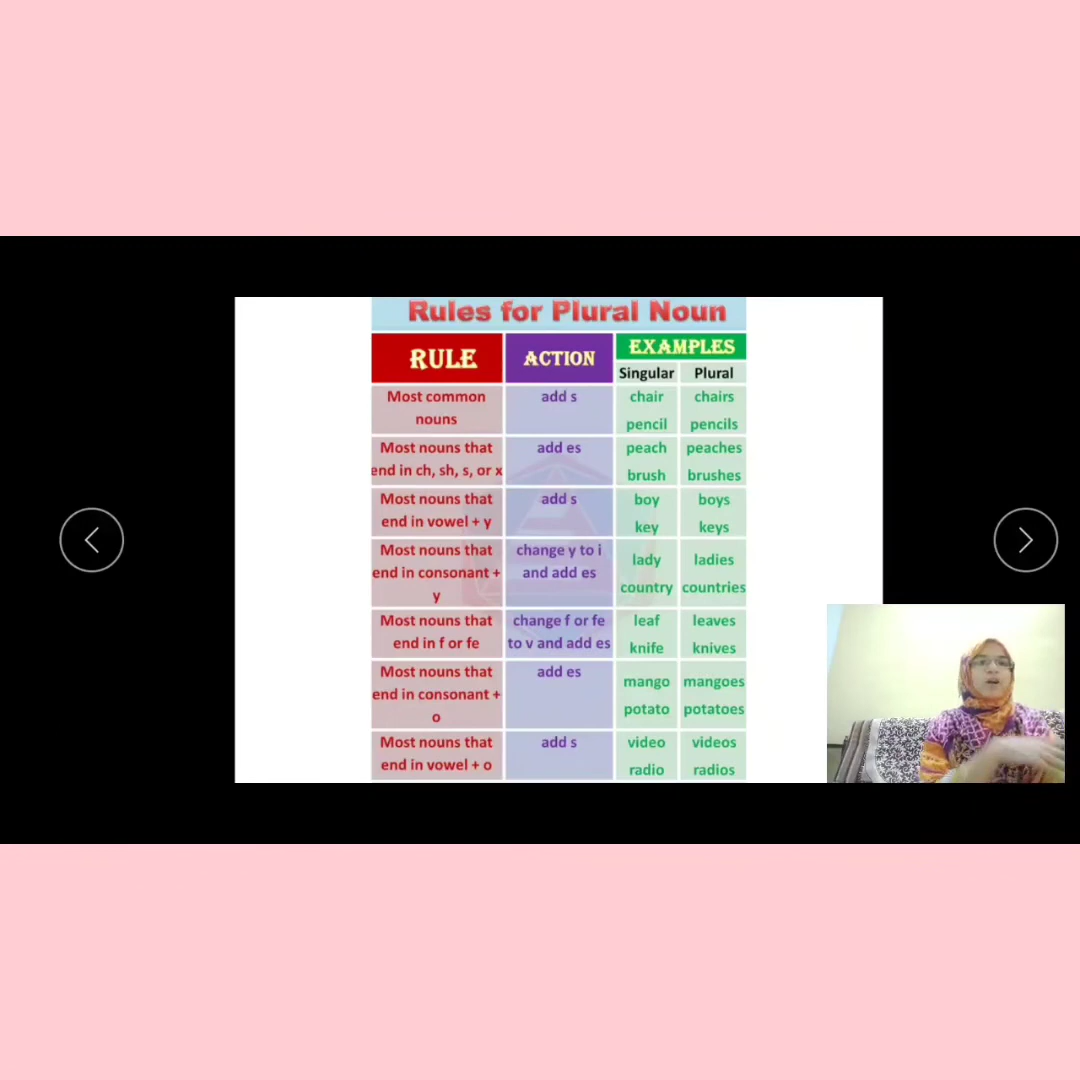 Rules for Plural Noun
RULE ACTION EXAMPLES
Singular Plural
Most common nouns add s chair chairs
pencil pencils
Most nouns that end in ch, sh, s, or x add es peach peaches
brush brushes
Most nouns that end in vowel + y add s boy boys
key keys
Most nouns that end in consonant + y change y to i and add es lady ladies
country countries
Most nouns that end in f or fe change f or fe to v and add es leaf leaves
knife knives
Most nouns that end in consonant + o add es mango mangoes
potato potatoes
Most nouns that end in vowel + o add s video videos
radio radios